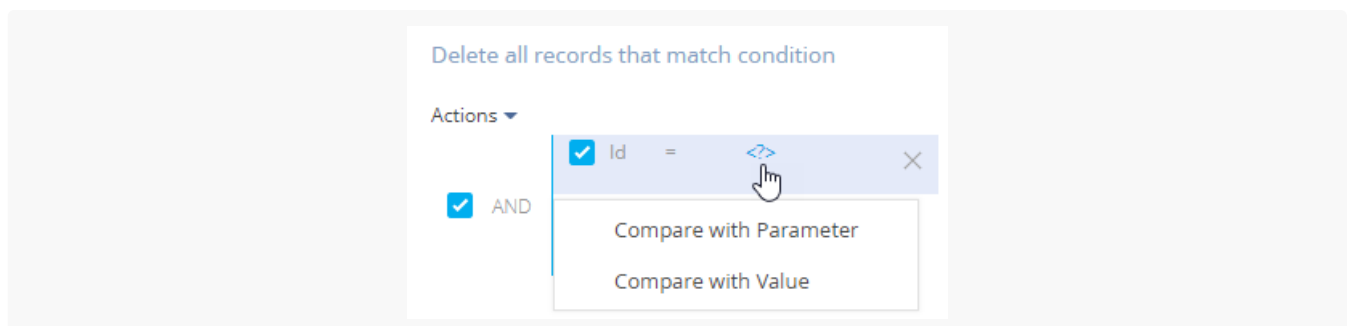 Delete all records that match condition
Actions
Id = <?>
AND
Compare with Parameter
Compare with Value